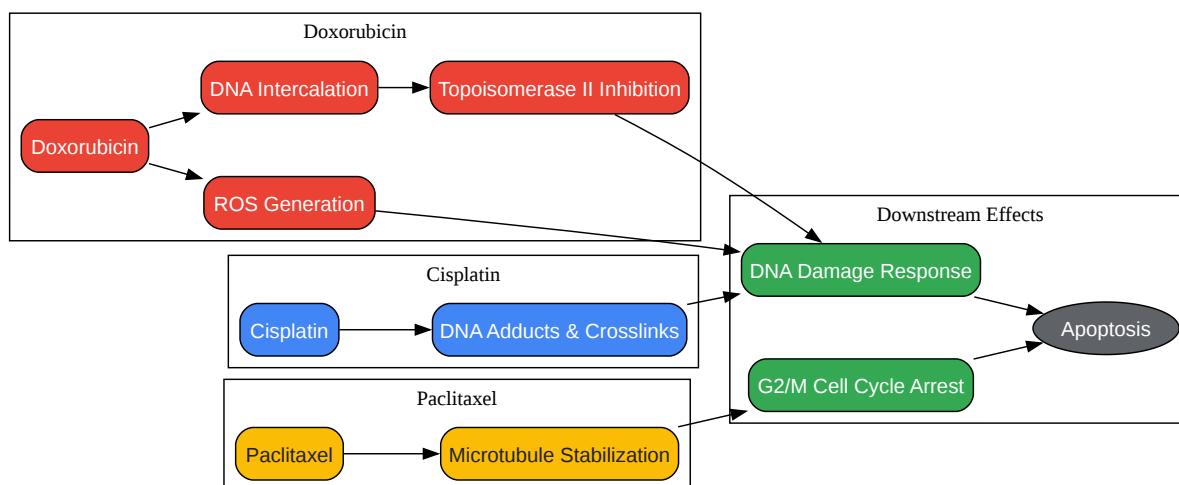 Doxorubicin
DNA Intercalation
Topoisomerase II Inhibition
Doxorubicin
ROS Generation
Cisplatin
Cisplatin
DNA Adducts & Crosslinks
Paclitaxel
Paclitaxel
Microtubule Stabilization
Downstream Effects
DNA Damage Response
Apoptosis
G2/M Cell Cycle Arrest